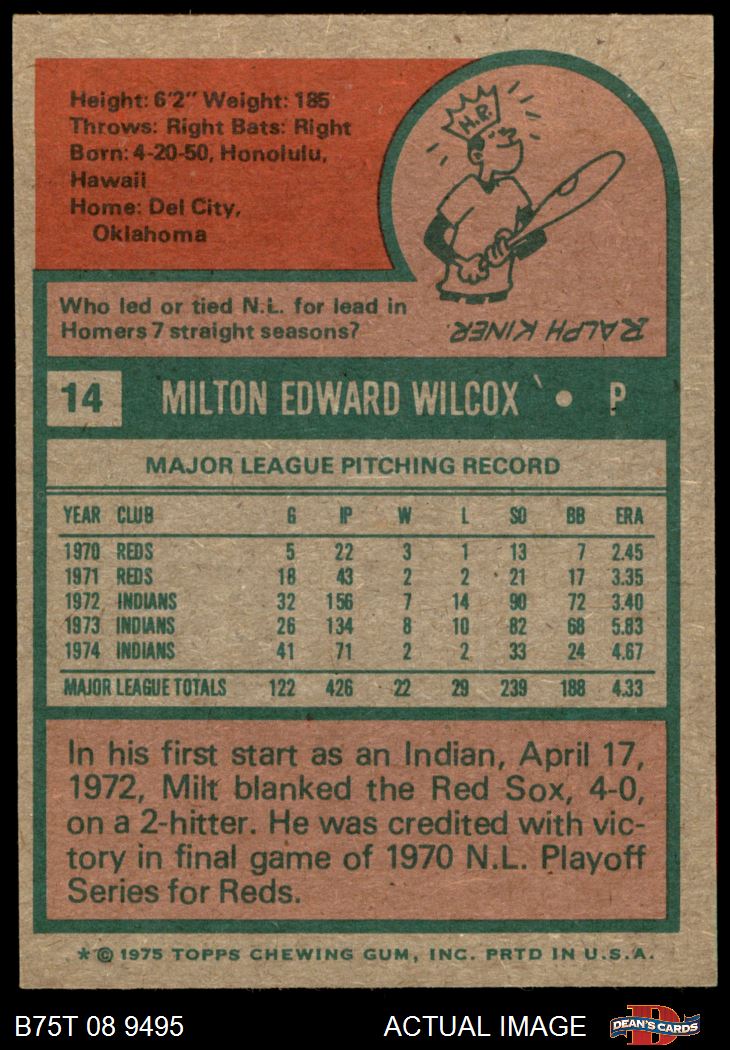 Height: 6'2" Weight: 185
Throws: Right Bats: Right
Born: 4-20-50, Honolulu,
Hawaii
Home: Del City,
Oklahoma
H.R.
Who led or tied N.L. for lead in
Homers 7 straight seasons?
RALPH KINER.
14 MILTON EDWARD WILCOX • P
MAJOR LEAGUE PITCHING RECORD
YEAR CLUB G IP W L SO BB ERA
1970 REDS 5 22 3 1 13 7 2.45
1971 REDS 18 43 2 2 21 17 3.35
1972 INDIANS 32 156 7 14 90 72 3.40
1973 INDIANS 26 134 8 10 82 68 5.83
1974 INDIANS 41 71 2 2 33 24 4.67
MAJOR LEAGUE TOTALS 122 426 22 29 239 188 4.33
In his first start as an Indian, April 17,
1972, Milt blanked the Red Sox, 4-0,
on a 2-hitter. He was credited with vic-
tory in final game of 1970 N.L. Playoff
Series for Reds.
*© 1975 TOPPS CHEWING GUM, INC. PRTD IN U.S.A.
B75T 08 9495 ACTUAL IMAGE D DEAN'S CARDS